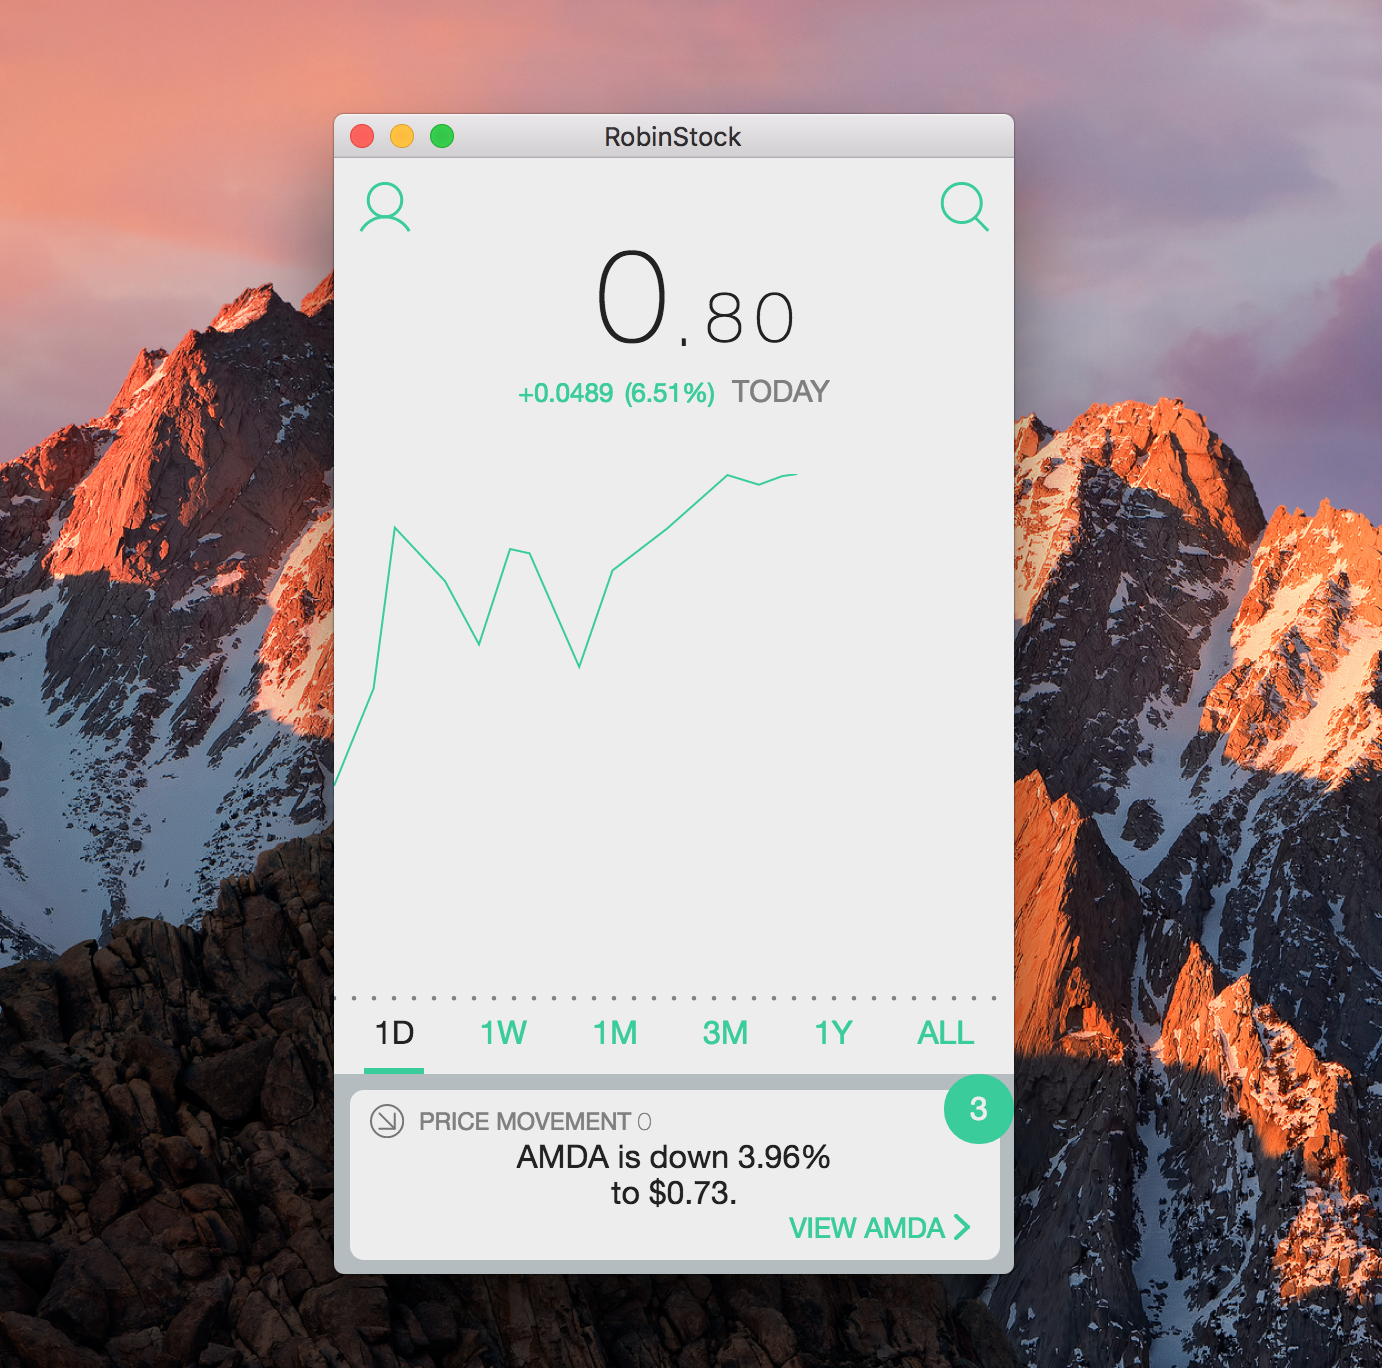 RobinStock
0.80
+0.0489 (6.51%) TODAY
1D 1W 1M 3M 1Y ALL
3
PRICE MOVEMENT 0
AMDA is down 3.96%
to $0.73.
VIEW AMDA